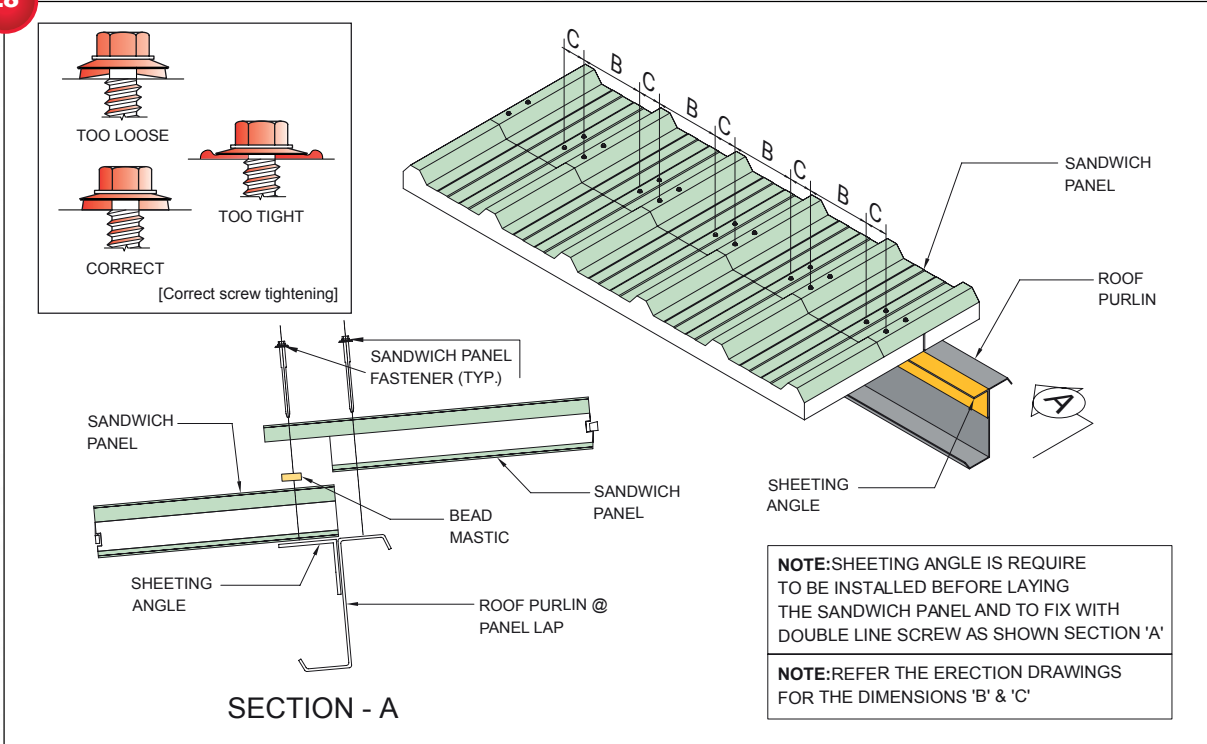 TOO LOOSE
TOO TIGHT
CORRECT
[Correct screw tightening]
C
B
C
B
C
B
C
B
C
SANDWICH
PANEL
ROOF
PURLIN
A
SHEETING
ANGLE
SANDWICH PANEL
FASTENER (TYP.)
SANDWICH
PANEL
SANDWICH
PANEL
BEAD
MASTIC
SHEETING
ANGLE
ROOF PURLIN @
PANEL LAP
SECTION - A
NOTE:SHEETING ANGLE IS REQUIRE
TO BE INSTALLED BEFORE LAYING
THE SANDWICH PANEL AND TO FIX WITH
DOUBLE LINE SCREW AS SHOWN SECTION 'A'
NOTE:REFER THE ERECTION DRAWINGS
FOR THE DIMENSIONS 'B' & 'C'